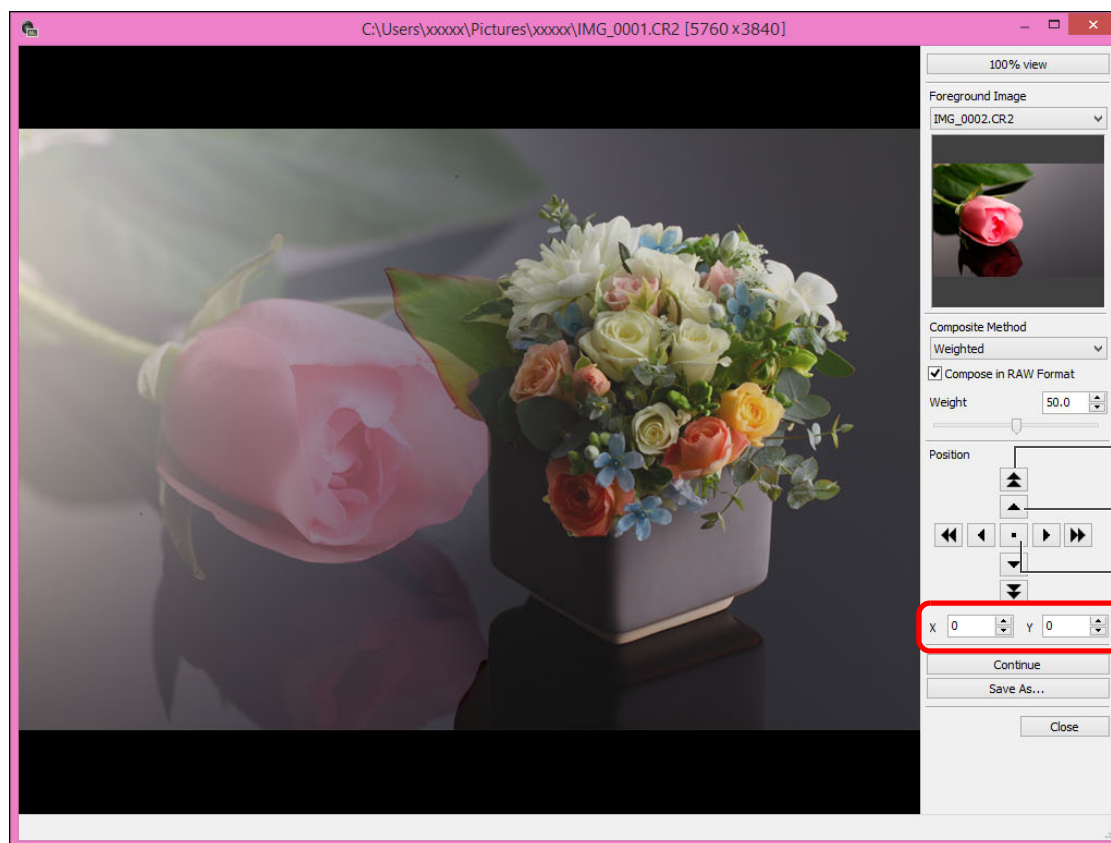 C:\Users\xxxxx\Pictures\xxxxx\IMG_0001.CR2 [5760 x3840]
100% view
Foreground Image
IMG_0002.CR2
Composite Method
Weighted
Compose in RAW Format
Weight 50.0
Position
X 0 Y 0
Continue
Save As...
Close